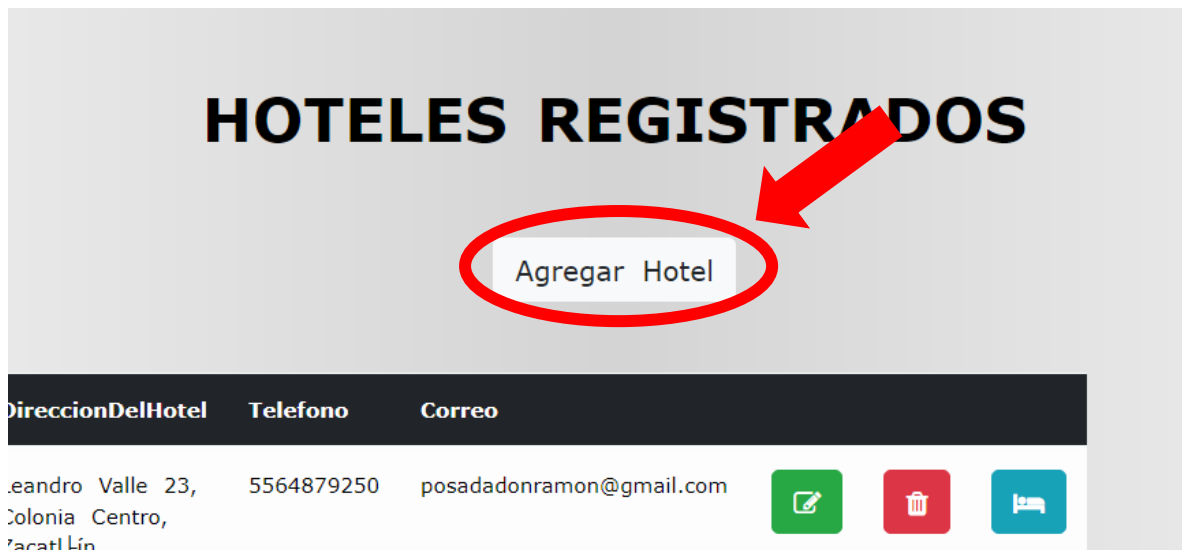 HOTELES REGISTRADOS
Agregar Hotel
DireccionDelHotel Telefono Correo
Leandro Valle 23, 5564879250 posadadonramon@gmail.com
Colonia Centro,